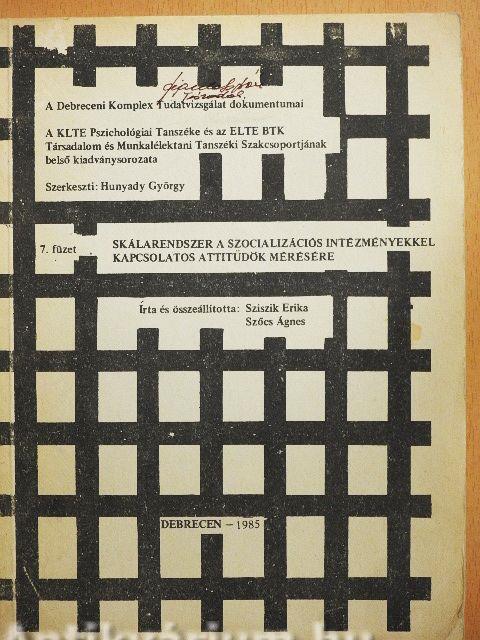 A Debreceni Komplex Tudatvizsgálat dokumentumai
A KLTE Pszichológiai Tanszéke és az ELTE BTK
Társadalom és Munkalélektani Tanszéki Szakcsoportjának
belső kiadványsorozata
Szerkeszti: Hunyady György
7. füzet
SKÁLARENDSZER A SZOCIALIZÁCIÓS INTÉZMÉNYEKKEL
KAPCSOLATOS ATTITŰDÖK MÉRÉSÉRE
Írta és összeállította: Sziszik Erika
Szőcs Ágnes
DEBRECEN – 1985
Antikvárium.hu